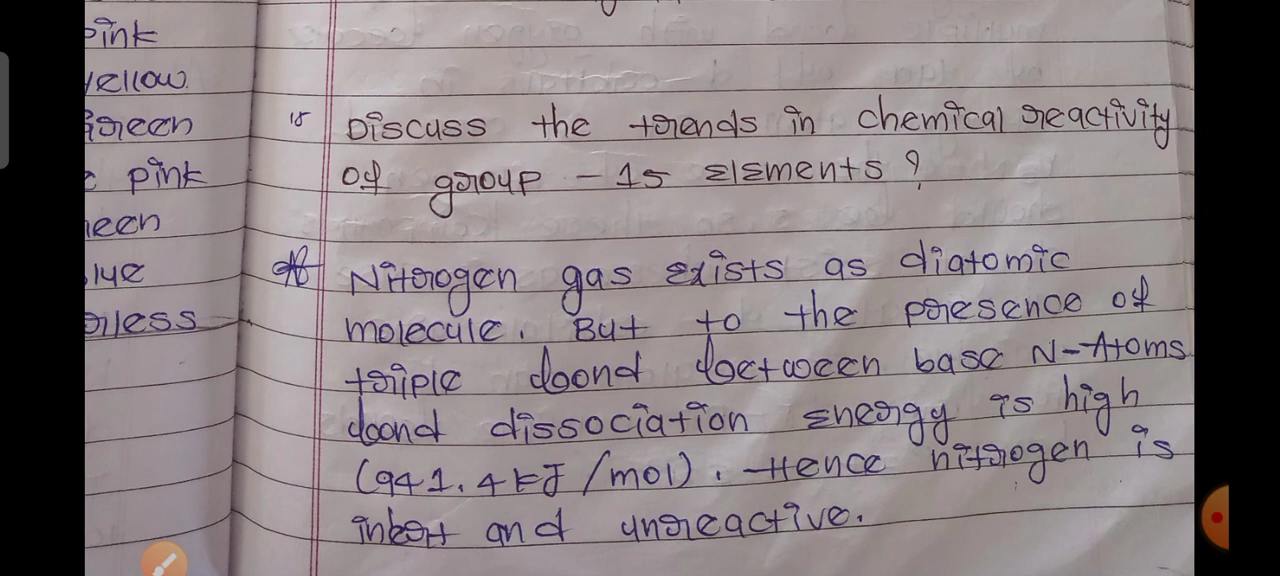 pink
yellow
Green
c pink
een
lue
orless
15 Discuss the trends in chemical reactivity
Of group - 15 Elements ?
A) Nitrogen gas Exists as diatomic
molecule. But to the presence of
triple bond between base N-Atoms
bond dissociation Energy is high
(941.4 kJ/mol). Hence nitrogen is
inert and unreactive.